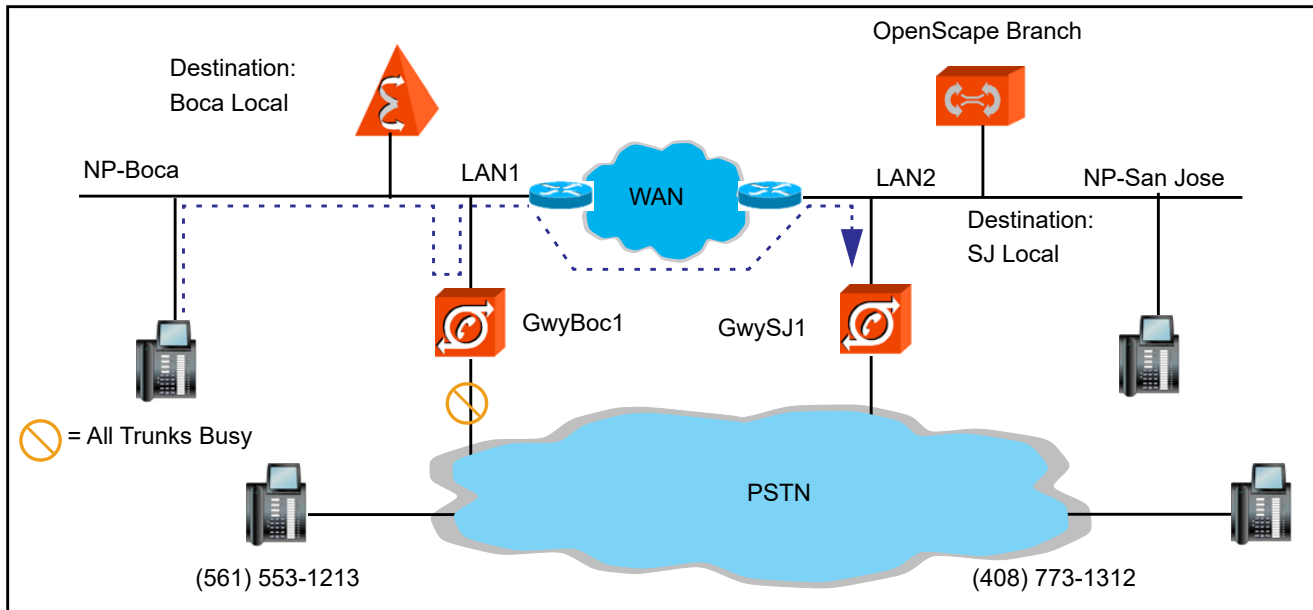 OpenScape Branch
Destination:
Boca Local
NP-Boca
LAN1
WAN
LAN2
NP-San Jose
Destination:
SJ Local
GwyBoc1
GwySJ1
= All Trunks Busy
PSTN
(561) 553-1213
(408) 773-1312